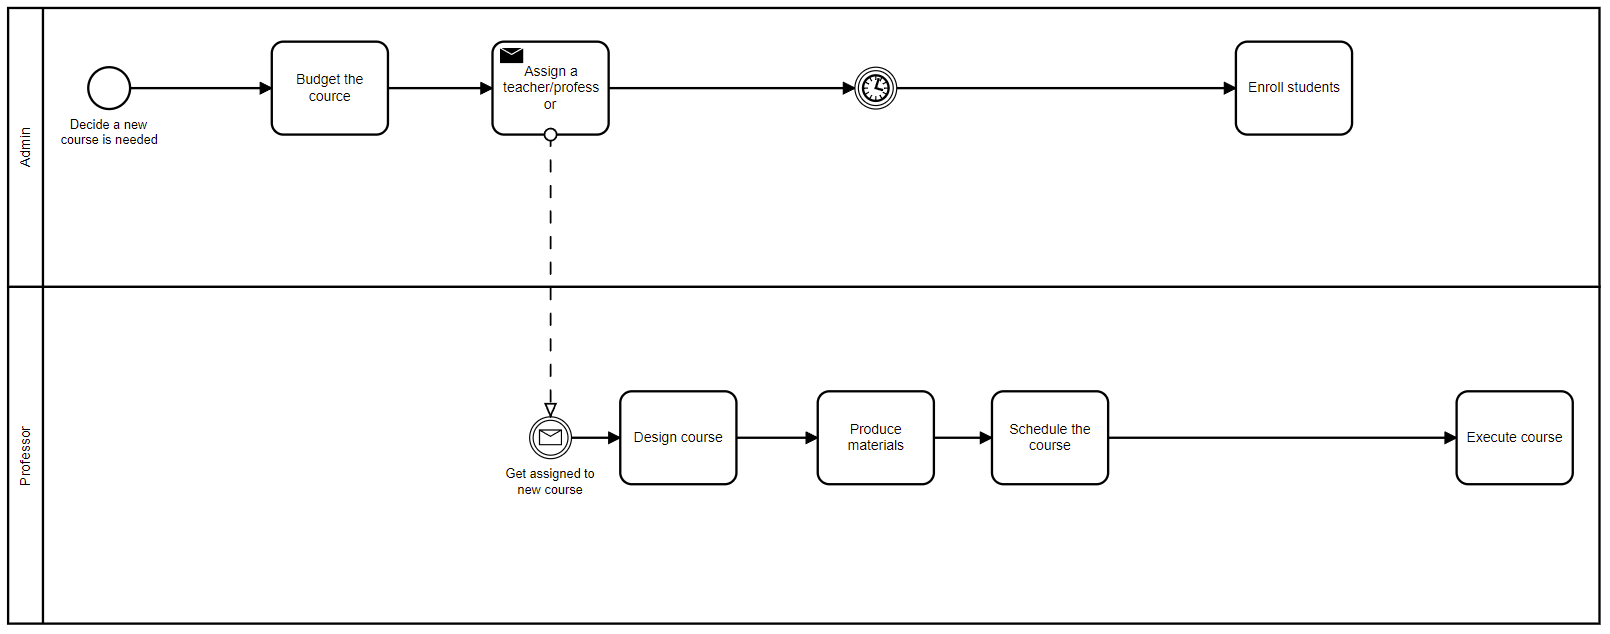 Admin
Decide a new
course is needed
Budget the
cource
Assign a
teacher/profess
or
Enroll students
Professor
Get assigned to
new course
Design course
Produce
materials
Schedule the
course
Execute course